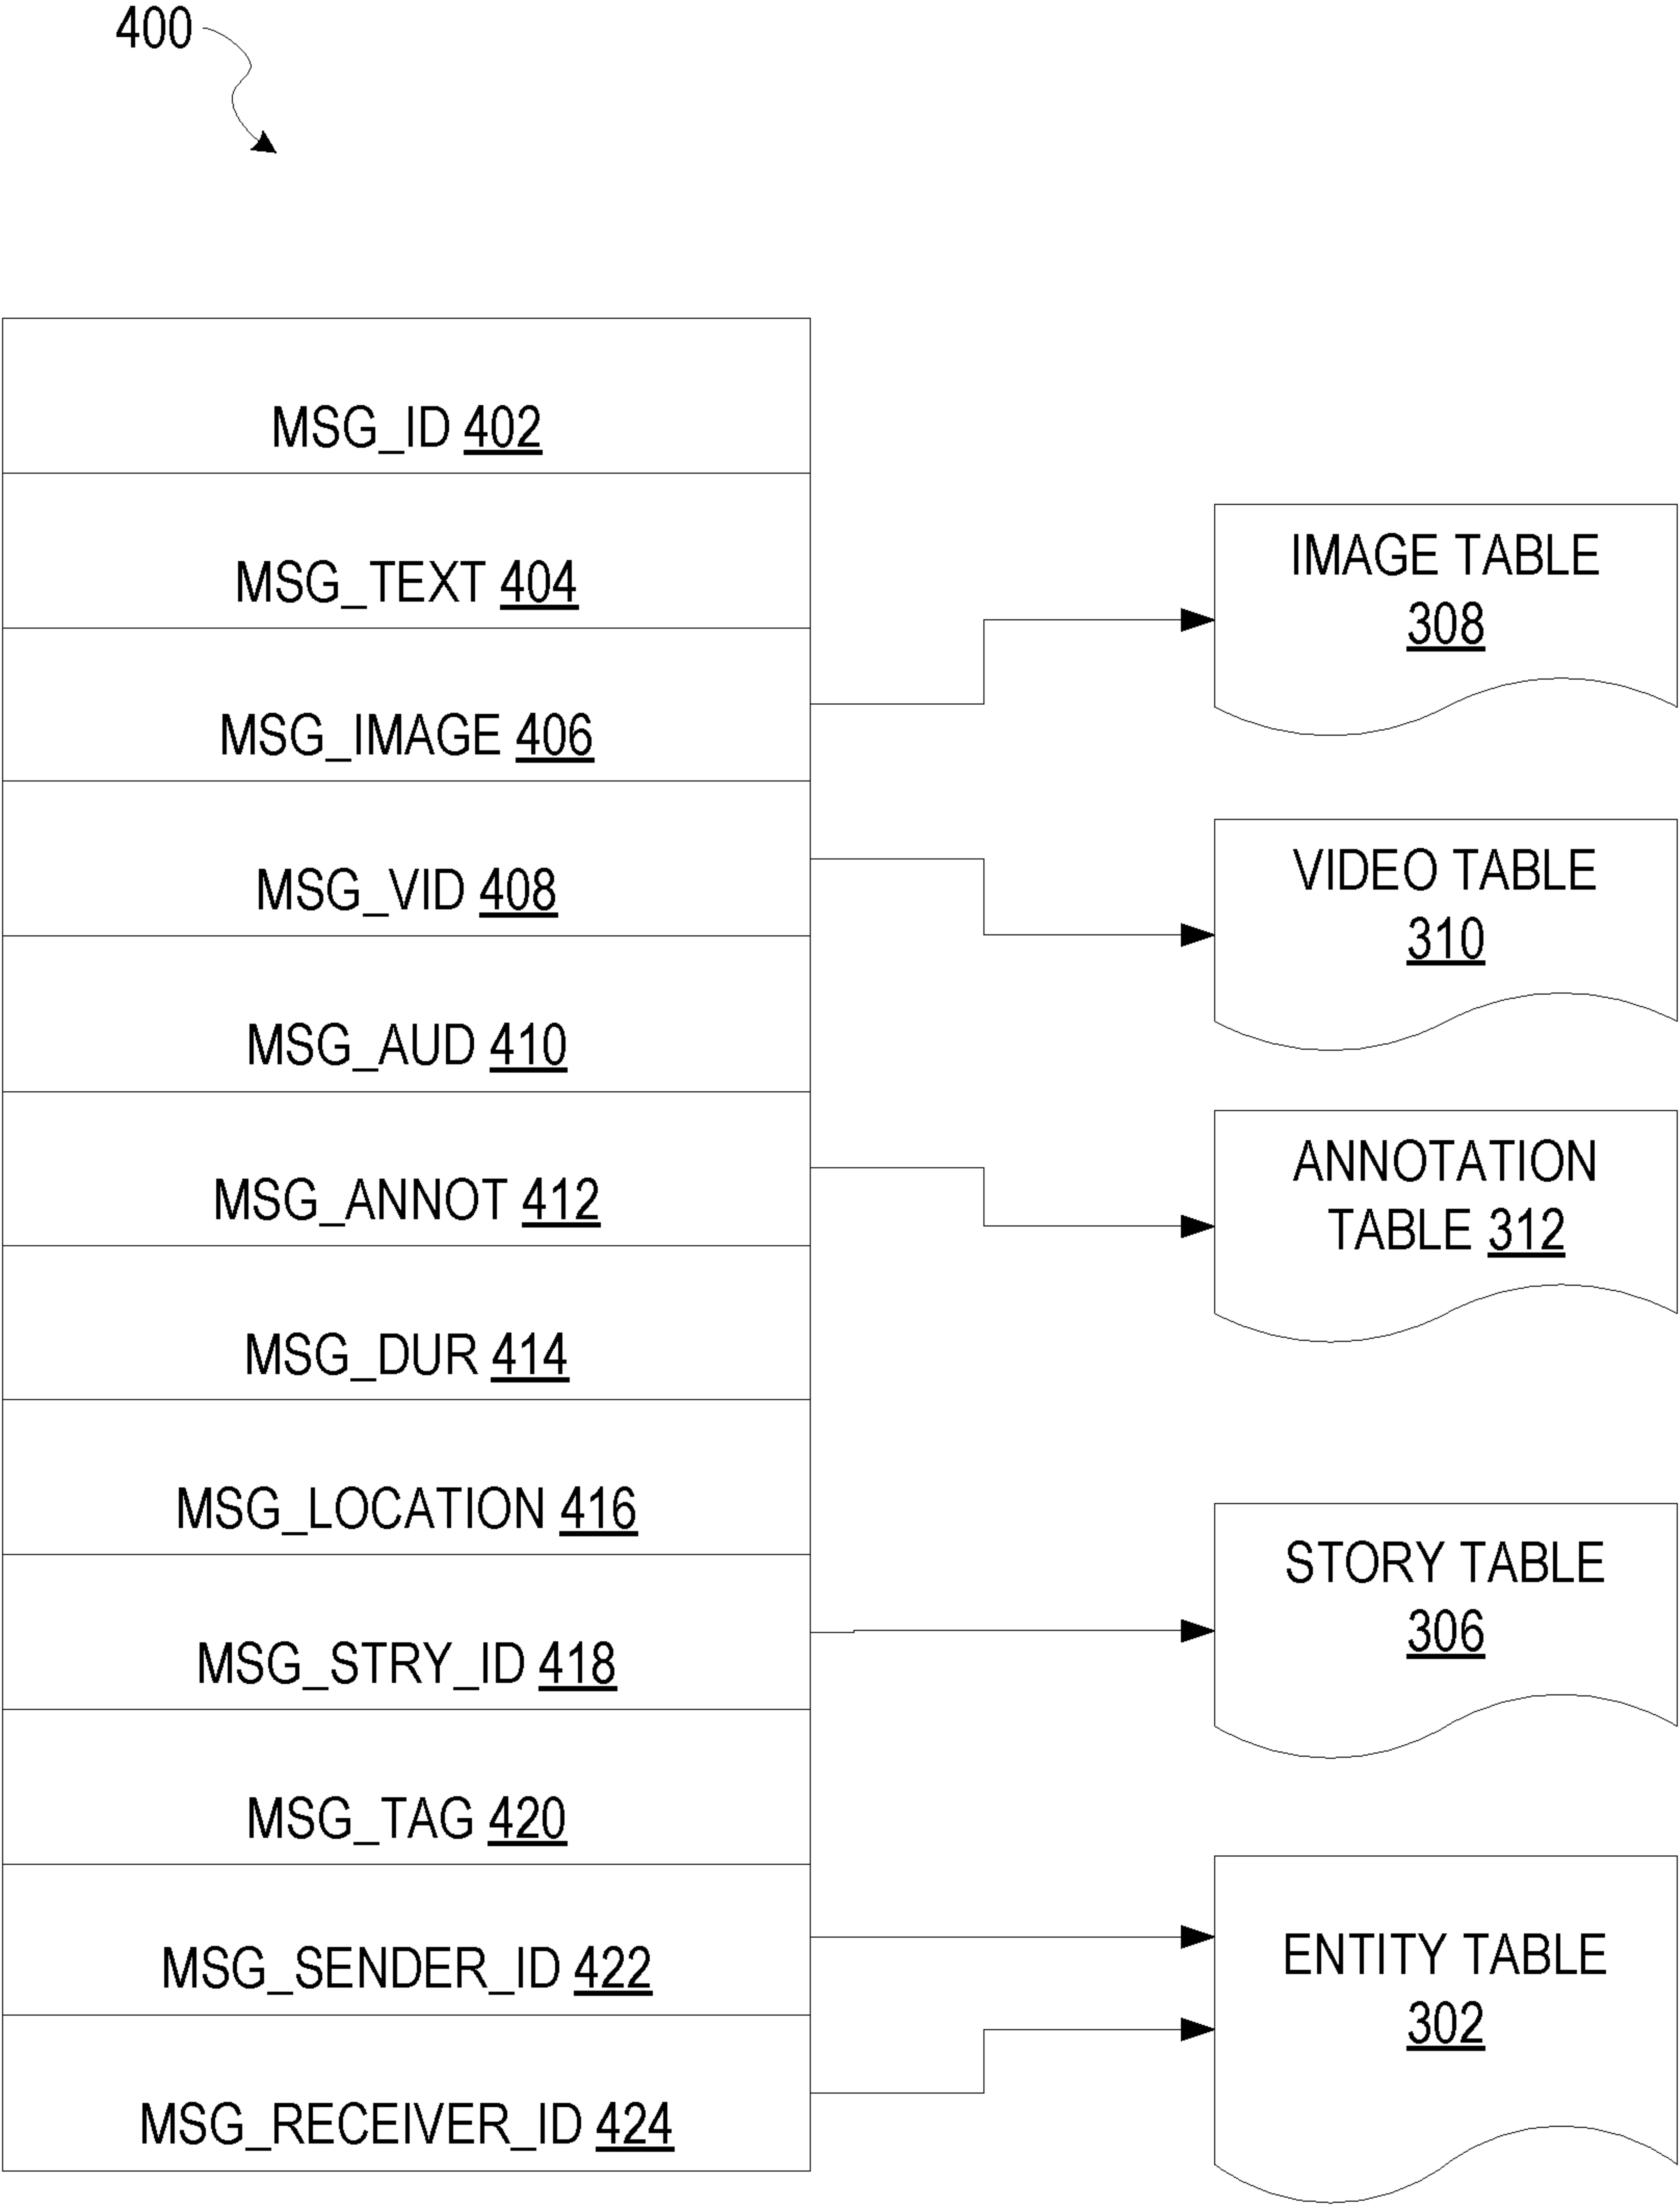 400
MSG_ID 402
MSG_TEXT 404
MSG_IMAGE 406
MSG_VID 408
MSG_AUD 410
MSG_ANNOT 412
MSG_DUR 414
MSG_LOCATION 416
MSG_STRY_ID 418
MSG_TAG 420
MSG_SENDER_ID 422
MSG_RECEIVER_ID 424
IMAGE TABLE
308
VIDEO TABLE
310
ANNOTATION
TABLE 312
STORY TABLE
306
ENTITY TABLE
302